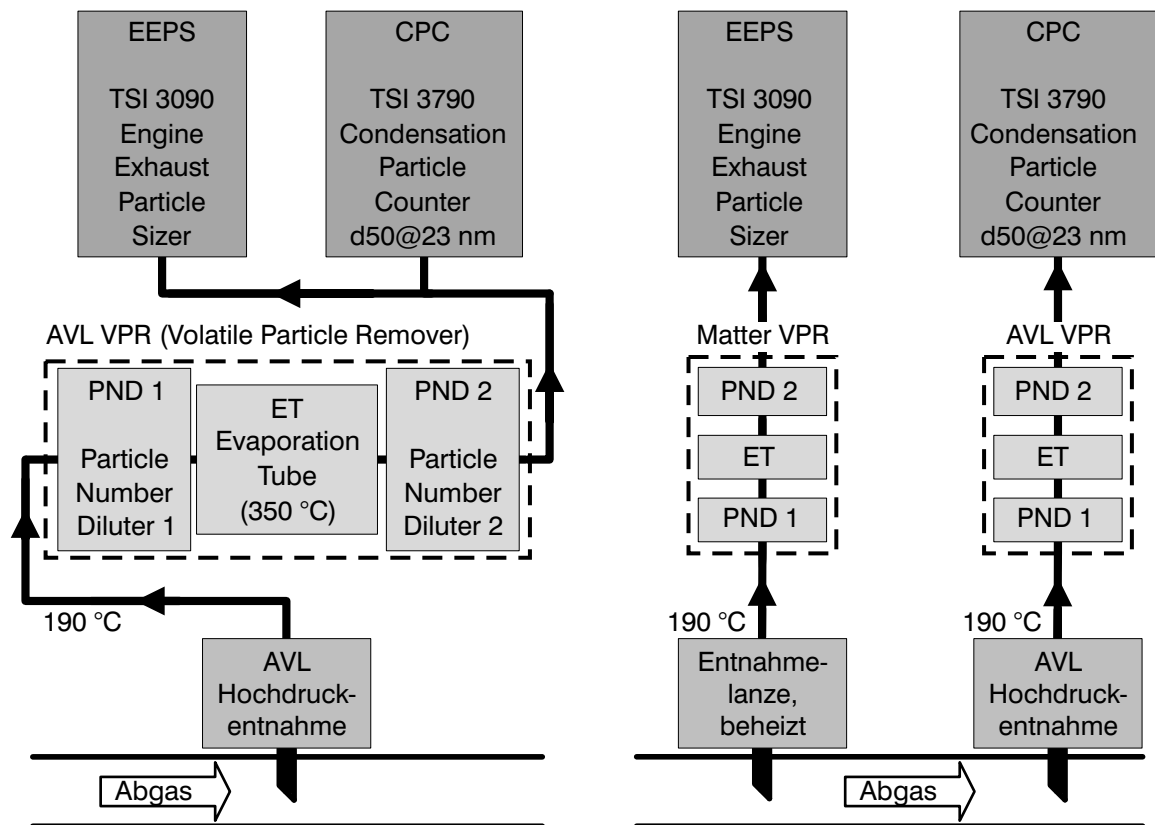 EEPS
TSI 3090
Engine
Exhaust
Particle
Sizer
CPC
TSI 3790
Condensation
Particle
Counter
d50@23 nm
AVL VPR (Volatile Particle Remover)
PND 1
Particle
Number
Diluter 1
ET
Evaporation
Tube
(350 °C)
PND 2
Particle
Number
Diluter 2
190 °C
AVL
Hochdruck-
entnahme
Abgas
EEPS
TSI 3090
Engine
Exhaust
Particle
Sizer
CPC
TSI 3790
Condensation
Particle
Counter
d50@23 nm
Matter VPR
PND 2
ET
PND 1
190 °C
Entnahme-
lanze,
beheizt
AVL VPR
PND 2
ET
PND 1
190 °C
AVL
Hochdruck-
entnahme
Abgas